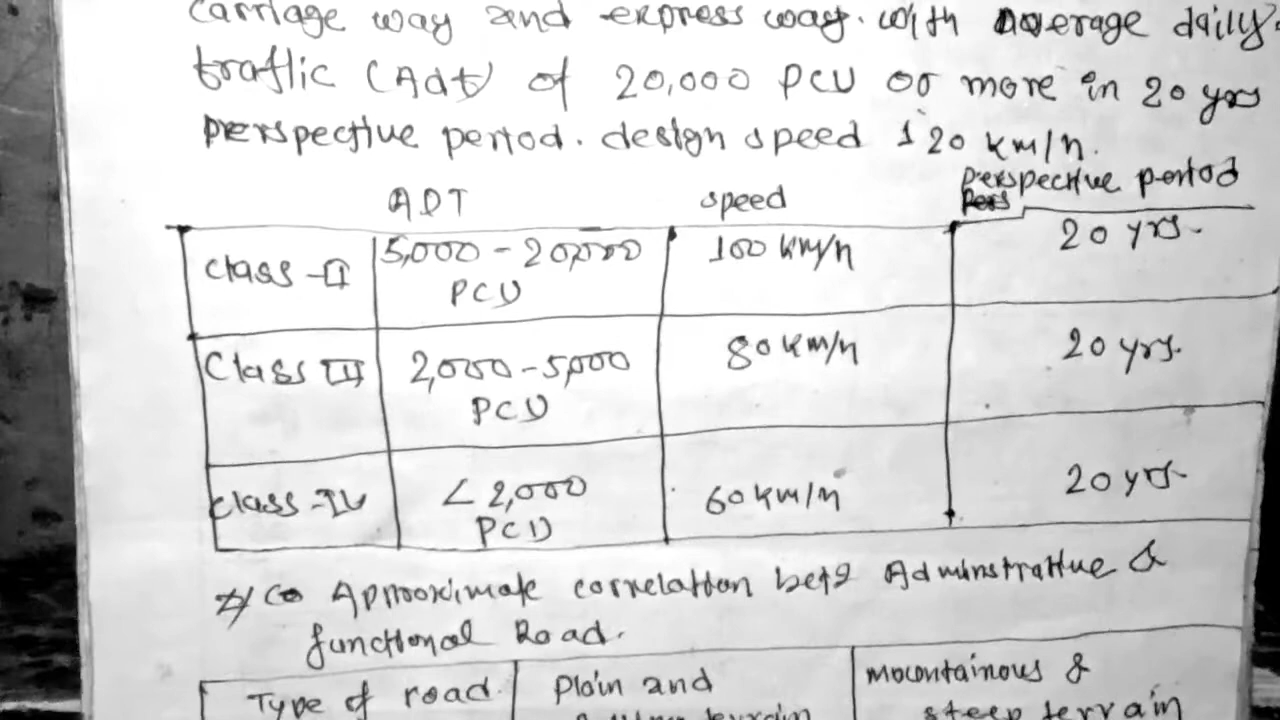 carriage way and express way. with average daily
traffic (Adt) of 20,000 PCU or more in 20 yrs
perspective period. design speed 120 km/h.
ADT speed perspective period
Class-II 5,000 - 20,000 PCU 100 km/h 20 yrs.
Class III 2,000 - 5,000 PCU 80 km/h 20 yrs.
class-IV < 2,000 PCU 60 km/h 20 yrs.
Approximate correlation betn Adminstrative &
functional Road.
Type of road Plain and mountainous &
terrain steep terrain